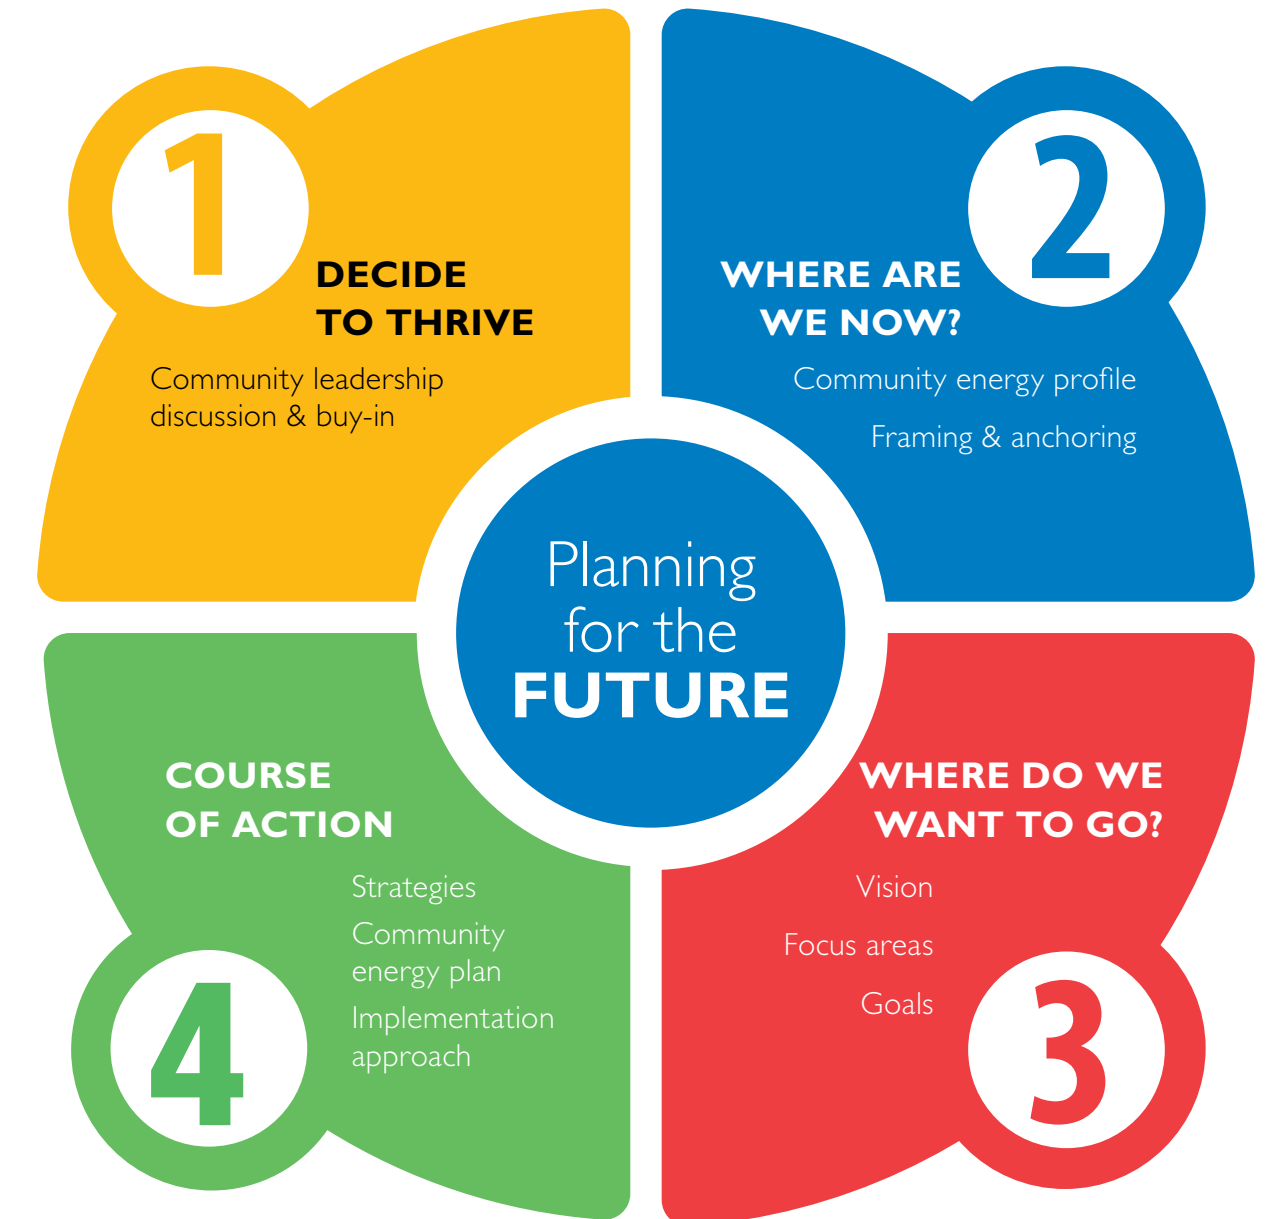 1
DECIDE
TO THRIVE
Community leadership
discussion & buy-in
2
WHERE ARE
WE NOW?
Community energy profile
Framing & anchoring
Planning
for the
FUTURE
WHERE DO WE
WANT TO GO?
Vision
Focus areas
Goals
3
COURSE
OF ACTION
Strategies
Community
energy plan
Implementation
approach
4